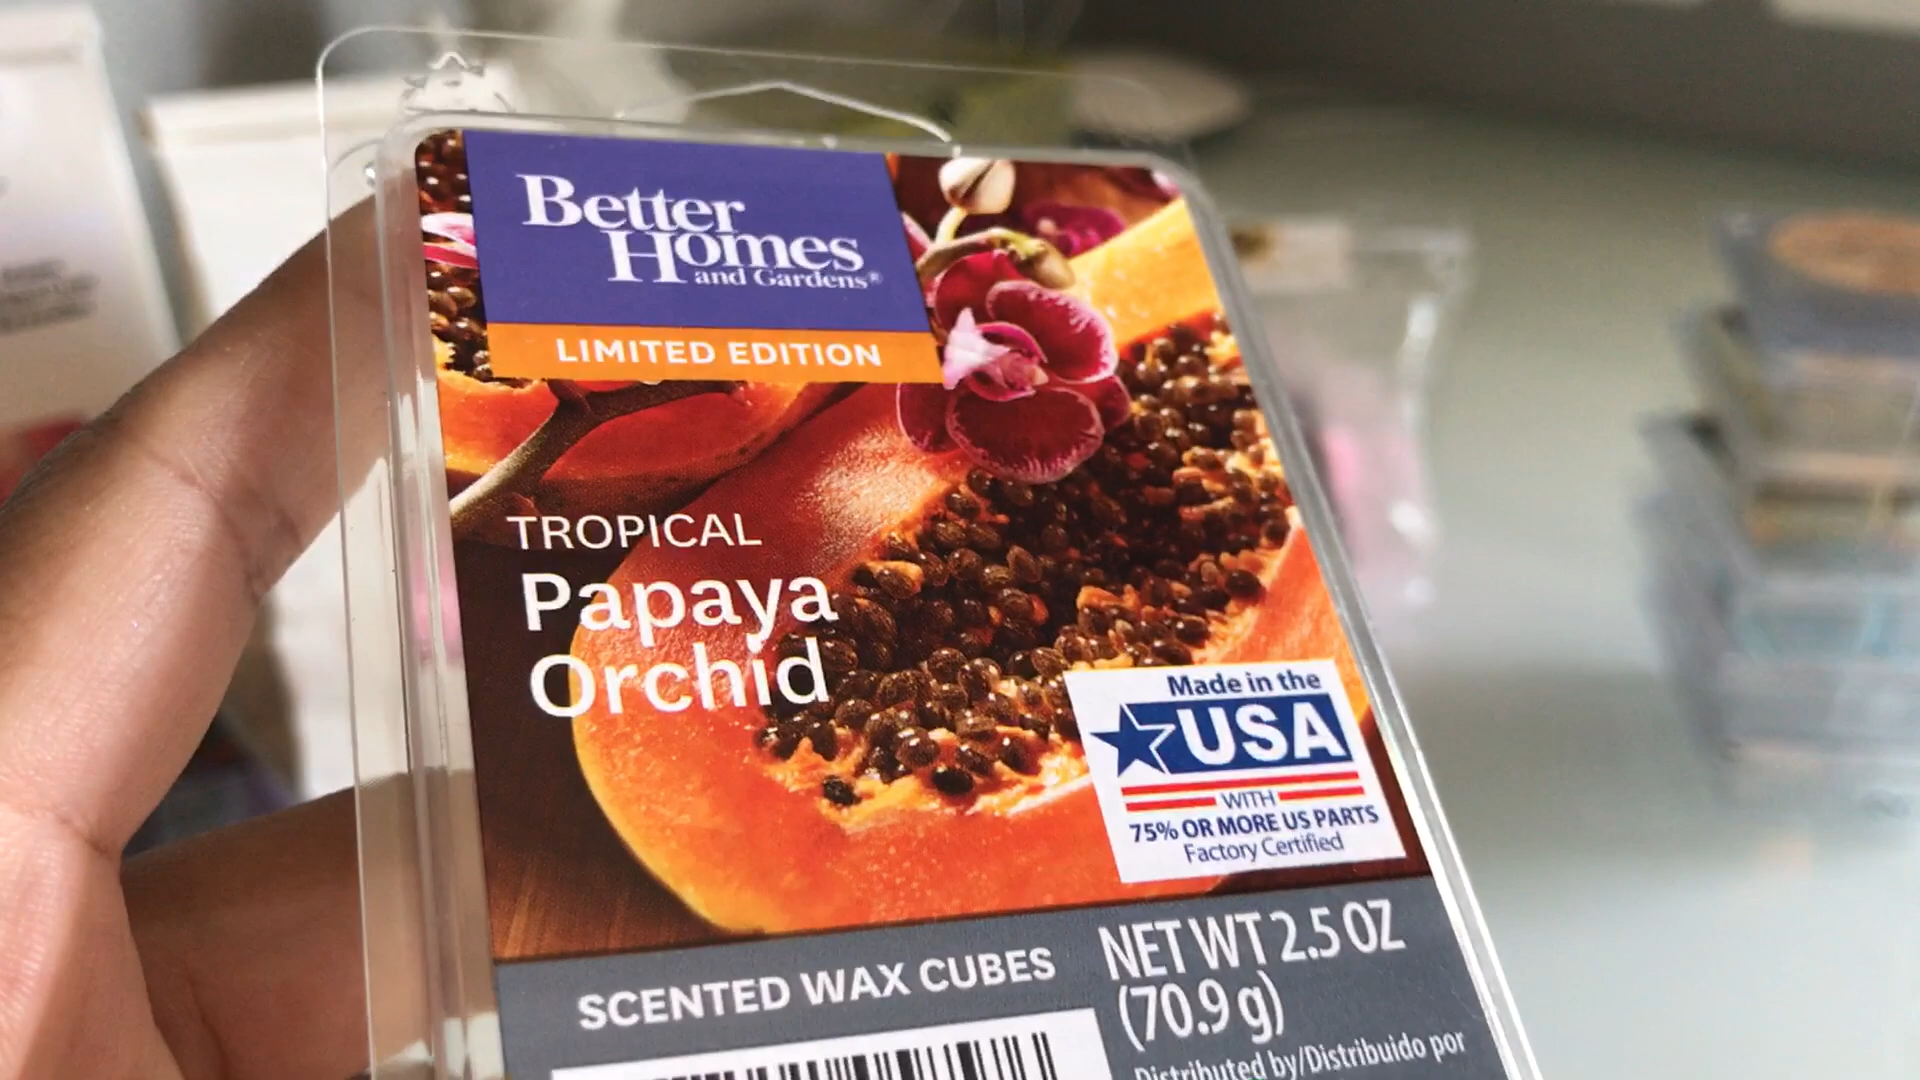 Better
Homes
and Gardens®
LIMITED EDITION
TROPICAL
Papaya
Orchid
Made in the
USA
WITH
75% OR MORE US PARTS
Factory Certified
SCENTED WAX CUBES
NET WT 2.5 OZ
(70.9 g)
Distributed by/Distribuido por